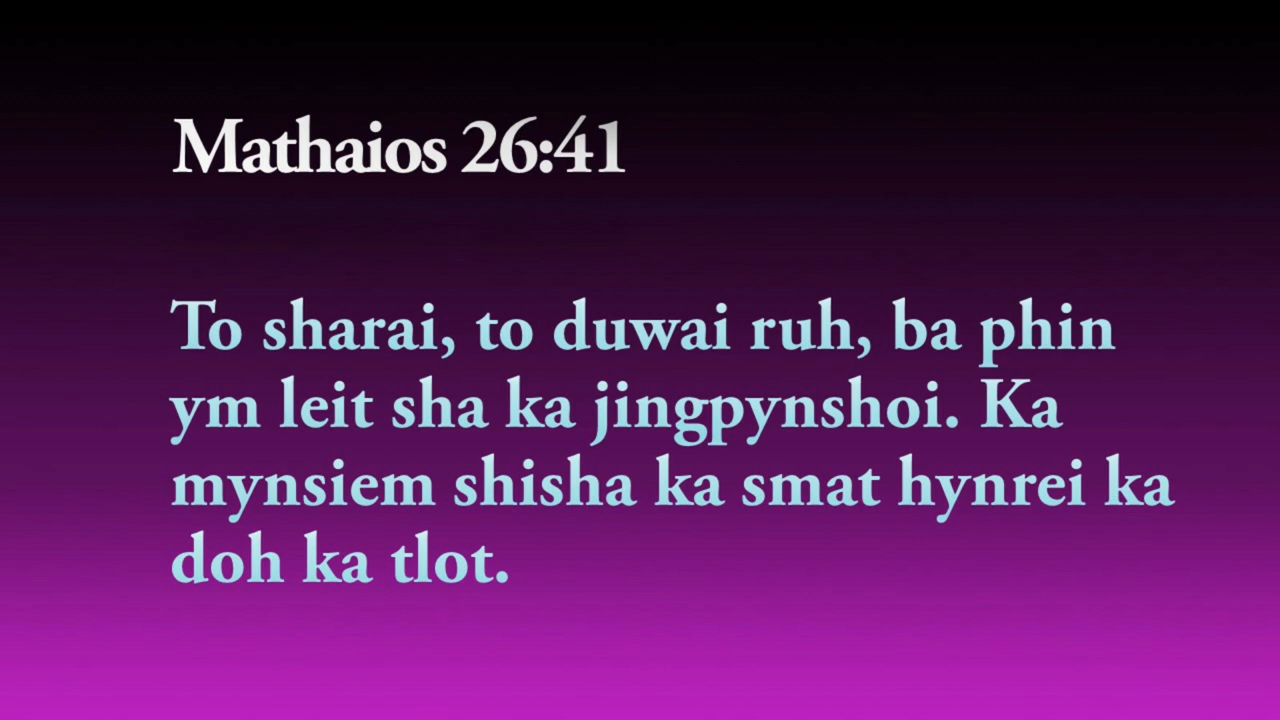 Mathaios 26:41
To sharai, to duwai ruh, ba phin
ym leit sha ka jingpynshoi. Ka
mynsiem shisha ka smat hynrei ka
doh ka tlot.